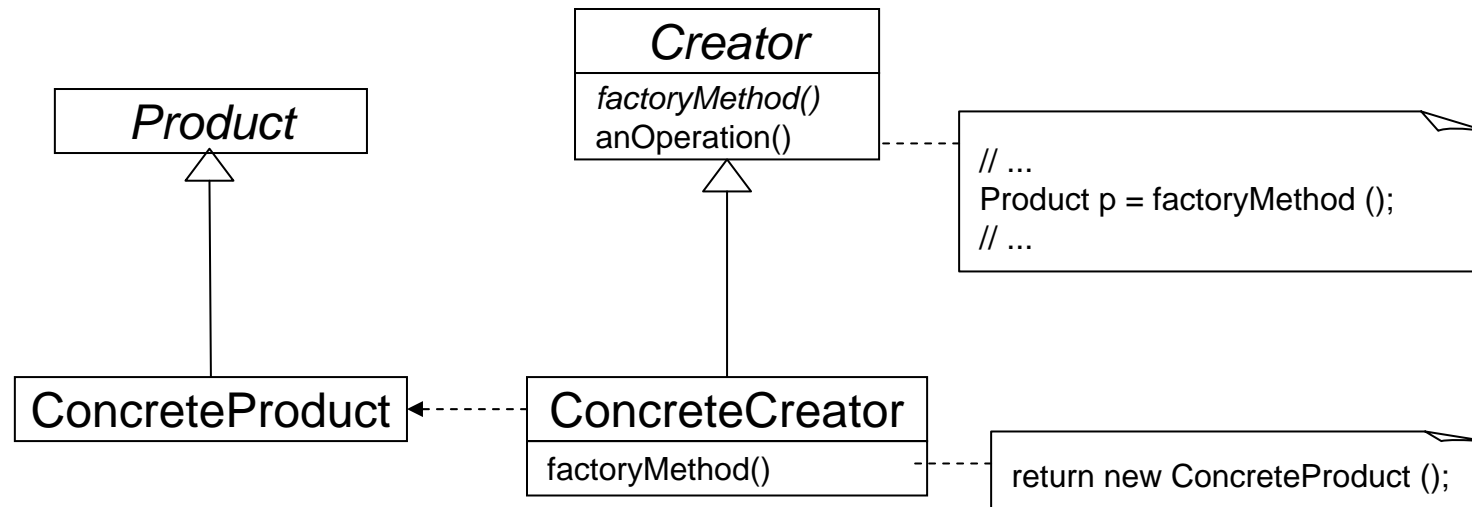 Creator
factoryMethod()
anOperation()
Product
// ...
Product p = factoryMethod ();
// ...
ConcreteProduct
ConcreteCreator
factoryMethod()
return new ConcreteProduct ();